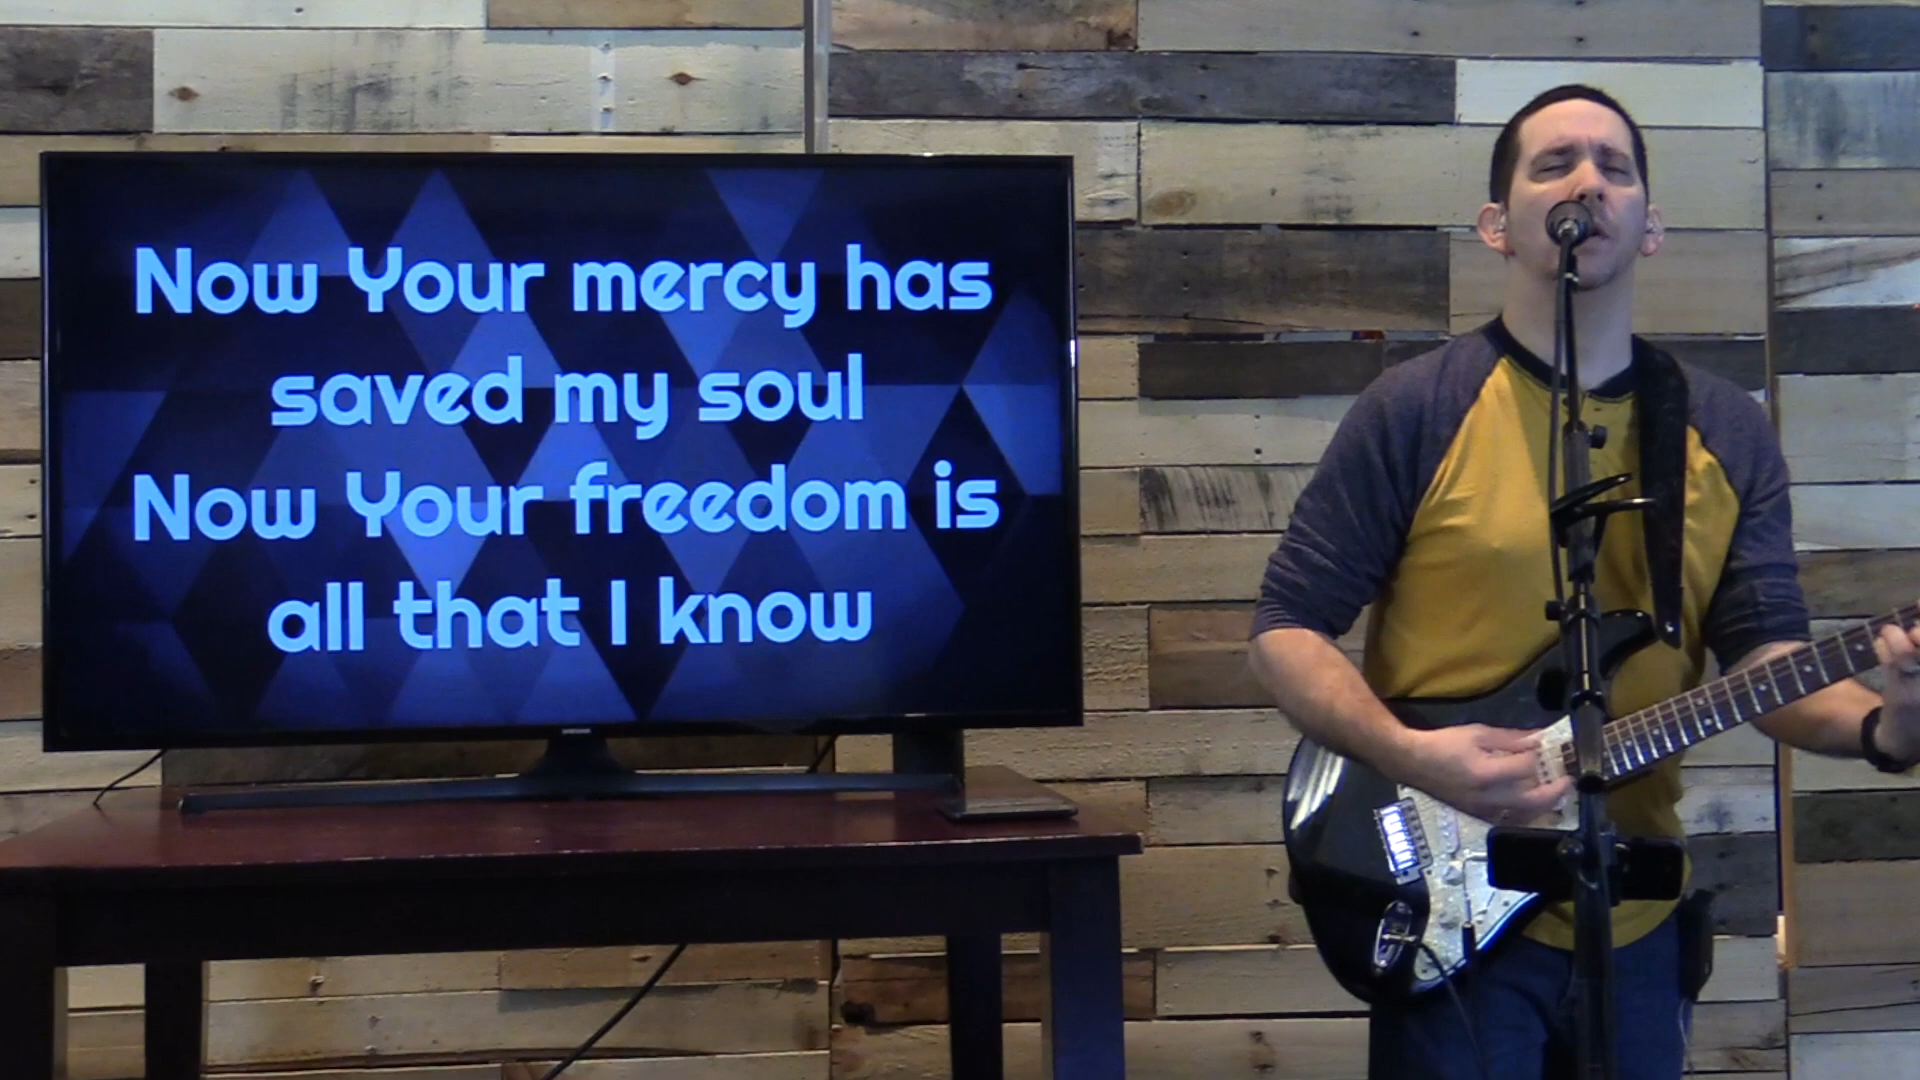 Now Your mercy has
saved my soul
Now Your freedom is
all that I know